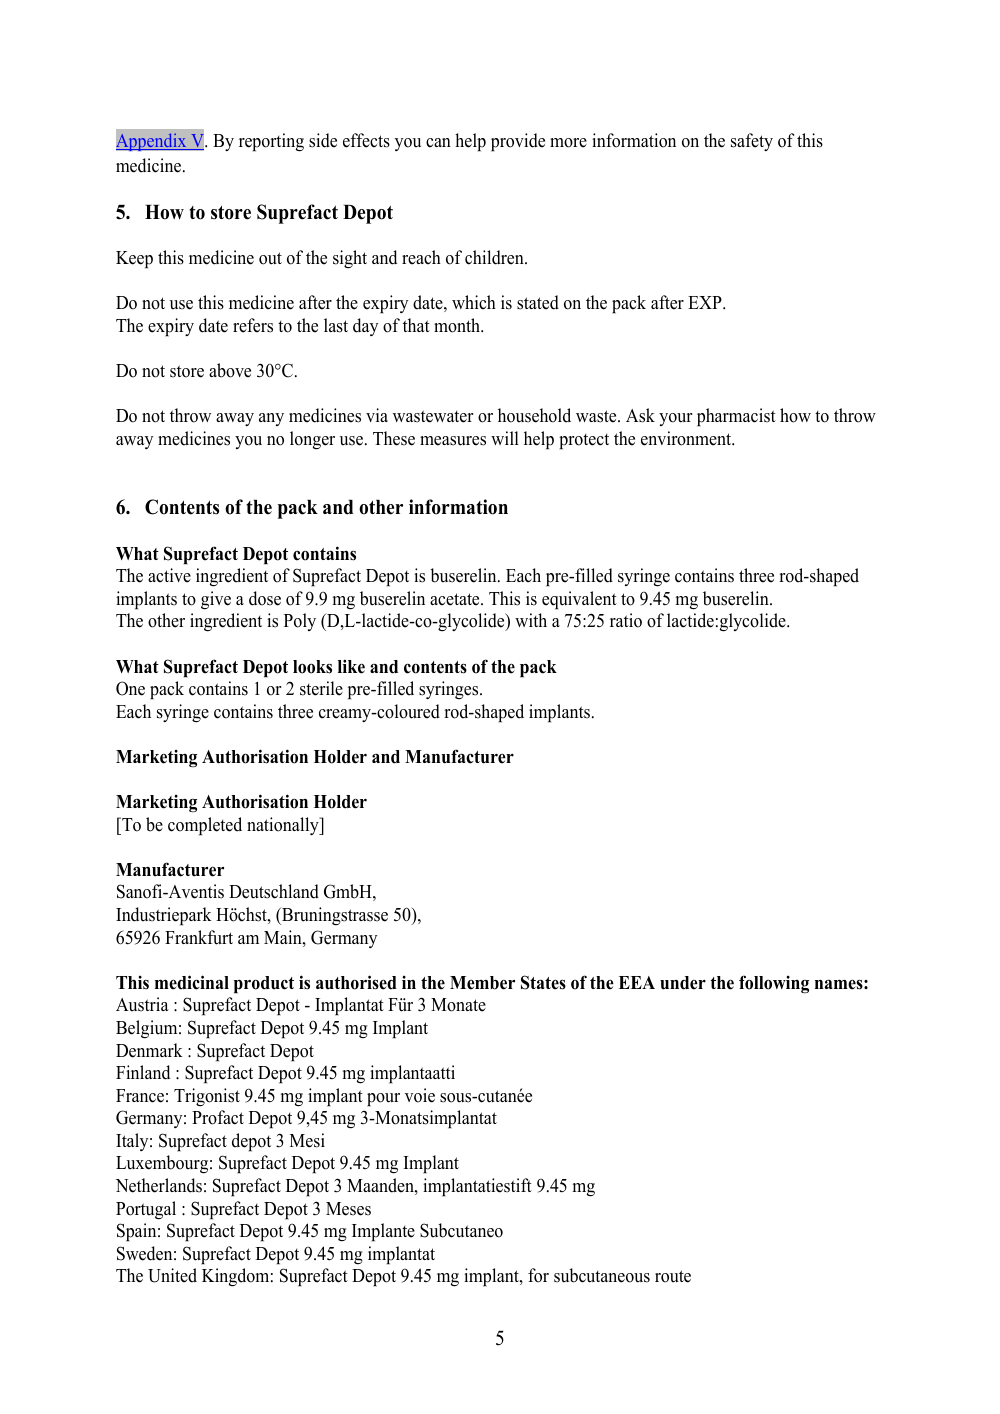 Appendix V. By reporting side effects you can help provide more information on the safety of this
medicine.
5. How to store Suprefact Depot
Keep this medicine out of the sight and reach of children.
Do not use this medicine after the expiry date, which is stated on the pack after EXP.
The expiry date refers to the last day of that month.
Do not store above 30°C.
Do not throw away any medicines via wastewater or household waste. Ask your pharmacist how to throw
away medicines you no longer use. These measures will help protect the environment.
6. Contents of the pack and other information
What Suprefact Depot contains
The active ingredient of Suprefact Depot is buserelin. Each pre-filled syringe contains three rod-shaped
implants to give a dose of 9.9 mg buserelin acetate. This is equivalent to 9.45 mg buserelin.
The other ingredient is Poly (D,L-lactide-co-glycolide) with a 75:25 ratio of lactide:glycolide.
What Suprefact Depot looks like and contents of the pack
One pack contains 1 or 2 sterile pre-filled syringes.
Each syringe contains three creamy-coloured rod-shaped implants.
Marketing Authorisation Holder and Manufacturer
Marketing Authorisation Holder
[To be completed nationally]
Manufacturer
Sanofi-Aventis Deutschland GmbH,
Industriepark Höchst, (Bruningstrasse 50),
65926 Frankfurt am Main, Germany
This medicinal product is authorised in the Member States of the EEA under the following names:
Austria : Suprefact Depot - Implantat Für 3 Monate
Belgium: Suprefact Depot 9.45 mg Implant
Denmark : Suprefact Depot
Finland : Suprefact Depot 9.45 mg implantaatti
France: Trigonist 9.45 mg implant pour voie sous-cutanée
Germany: Profact Depot 9,45 mg 3-Monatsimplantat
Italy: Suprefact depot 3 Mesi
Luxembourg: Suprefact Depot 9.45 mg Implant
Netherlands: Suprefact Depot 3 Maanden, implantatiestift 9.45 mg
Portugal : Suprefact Depot 3 Meses
Spain: Suprefact Depot 9.45 mg Implante Subcutaneo
Sweden: Suprefact Depot 9.45 mg implantat
The United Kingdom: Suprefact Depot 9.45 mg implant, for subcutaneous route
5